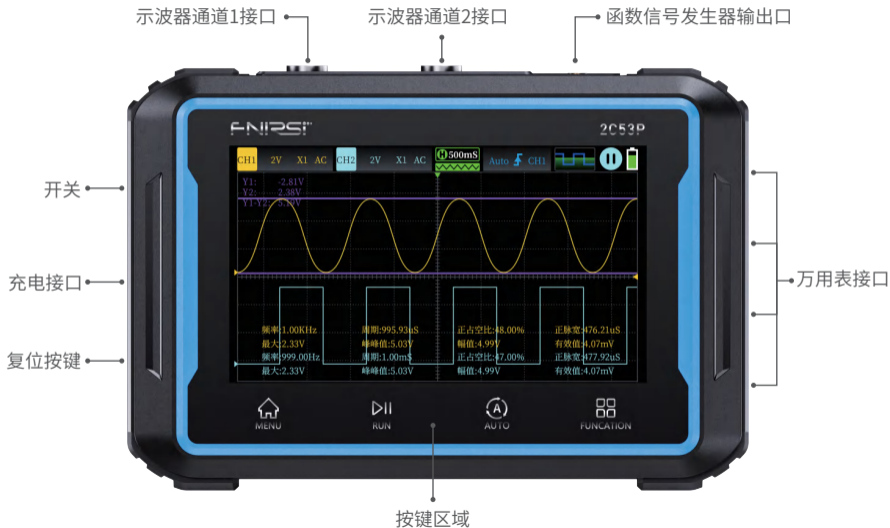 示波器通道1接口
示波器通道2接口
函数信号发生器输出口
FNIRSI
2C53P
CH1 2V X1 AC CH2 2V X1 AC H 500mS Auto CH1
Y1: -2.81V
Y2: 2.38V
Y1-Y2: 5.19V
开关
充电接口
复位按键
万用表接口
频率:1.00KHz 周期:995.93uS 正占空比:48.00% 正脉宽:476.21uS
最大:2.33V 峰峰值:5.03V 幅值:4.99V 有效值:4.07mV
频率:999.00Hz 周期:1.00mS 正占空比:47.00% 正脉宽:477.92uS
最大:2.33V 峰峰值:5.03V 幅值:4.99V 有效值:4.07mV
MENU RUN A AUTO FUNCATION
按键区域